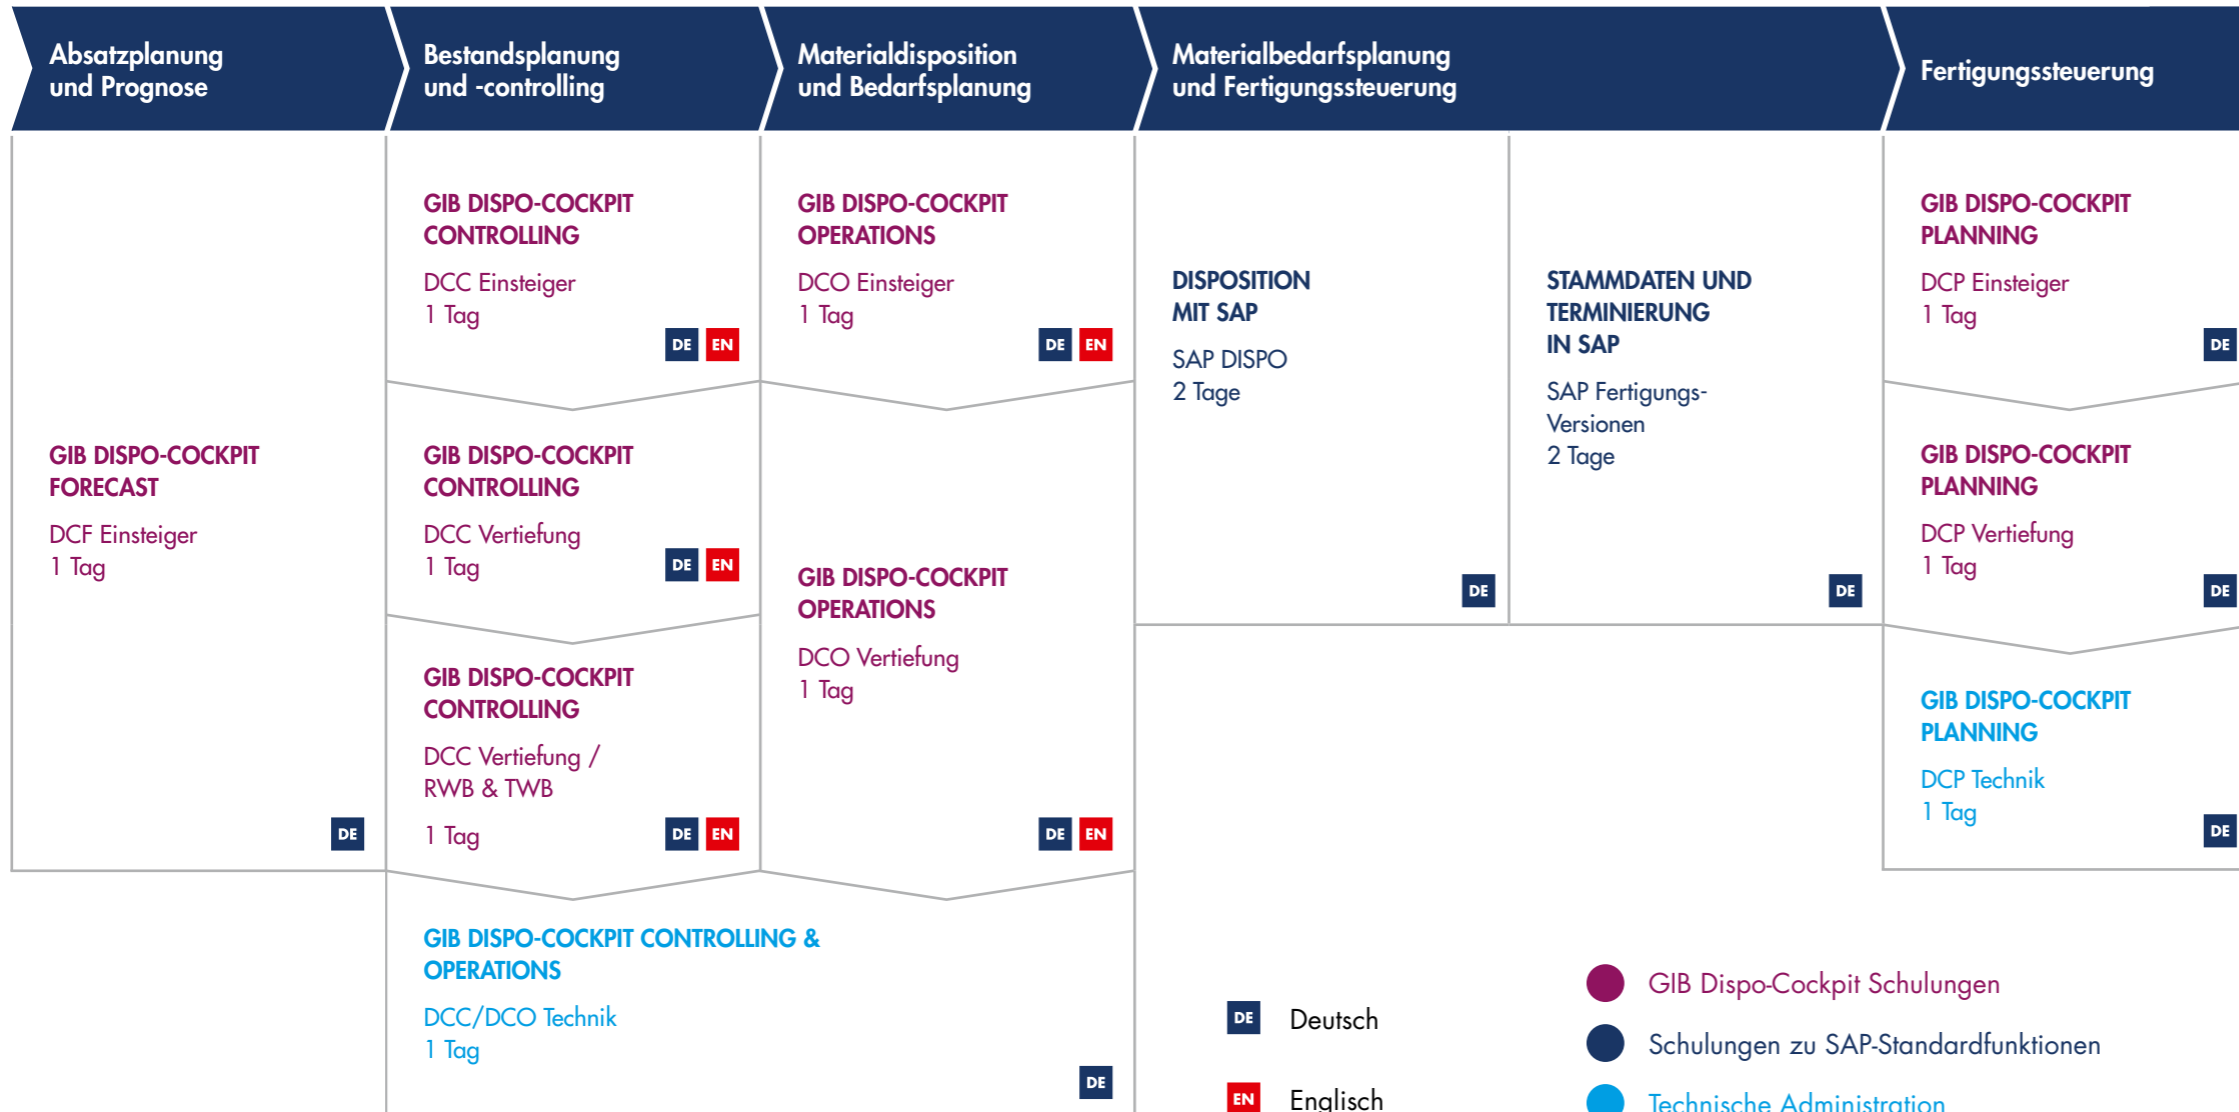 Absatzplanung
und Prognose
Bestandsplanung
und -controlling
Materialdisposition
und Bedarfsplanung
Materialbedarfsplanung
und Fertigungssteuerung
Fertigungssteuerung
GIB DISPO-COCKPIT
FORECAST
DCF Einsteiger
1 Tag
DE
GIB DISPO-COCKPIT
CONTROLLING
DCC Einsteiger
1 Tag
DE EN
GIB DISPO-COCKPIT
CONTROLLING
DCC Vertiefung
1 Tag
DE EN
GIB DISPO-COCKPIT
CONTROLLING
DCC Vertiefung /
RWB & TWB
1 Tag
DE EN
GIB DISPO-COCKPIT
OPERATIONS
DCO Einsteiger
1 Tag
DE EN
GIB DISPO-COCKPIT
OPERATIONS
DCO Vertiefung
1 Tag
DE EN
GIB DISPO-COCKPIT CONTROLLING &
OPERATIONS
DCC/DCO Technik
1 Tag
DE
DISPOSITION
MIT SAP
SAP DISPO
2 Tage
DE
STAMMDATEN UND
TERMINIERUNG
IN SAP
SAP Fertigungs-
Versionen
2 Tage
DE
GIB DISPO-COCKPIT
PLANNING
DCP Einsteiger
1 Tag
DE
GIB DISPO-COCKPIT
PLANNING
DCP Vertiefung
1 Tag
DE
GIB DISPO-COCKPIT
PLANNING
DCP Technik
1 Tag
DE
DE Deutsch
EN Englisch
GIB Dispo-Cockpit Schulungen
Schulungen zu SAP-Standardfunktionen
Technische Administration